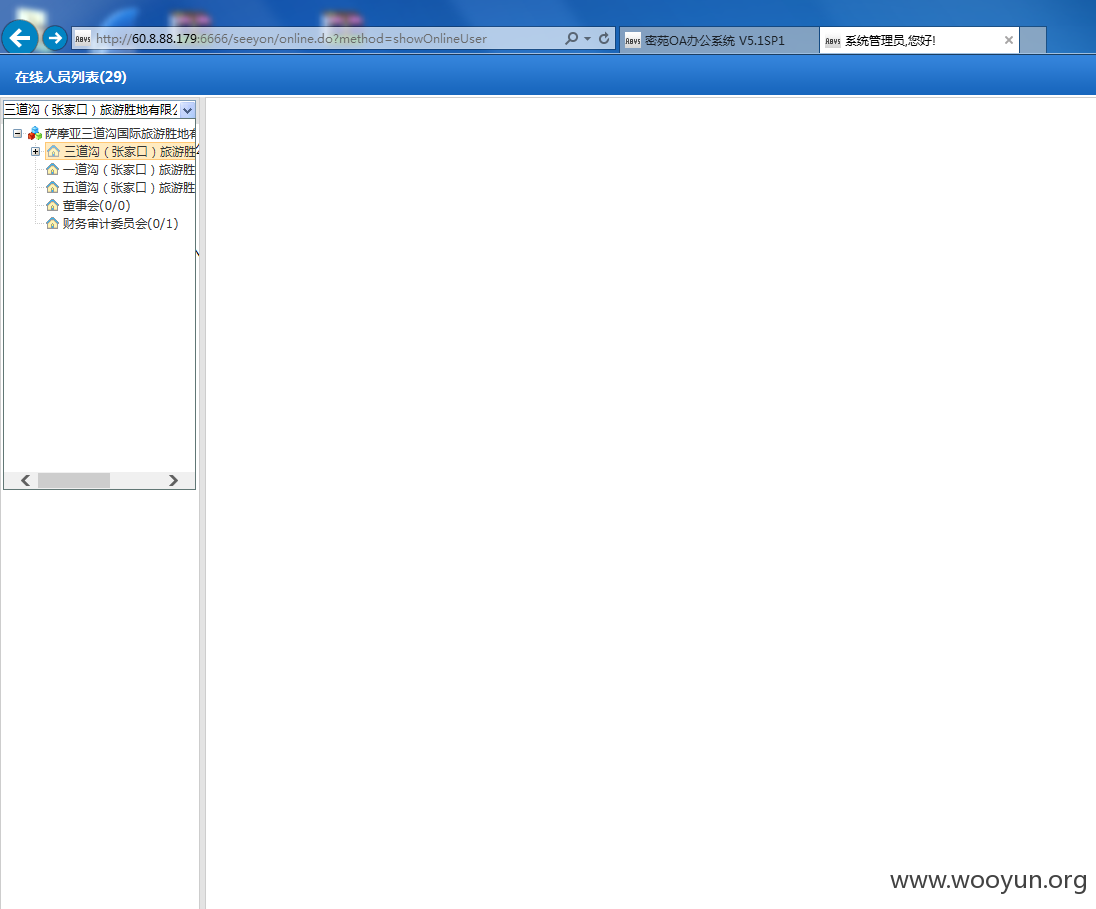 http://60.8.88.179:6666/seeyon/online.do?method=showOnlineUser
密苑OA办公系统 V5.1SP1
系统管理员,您好!
在线人员列表(29)
三道沟（张家口）旅游胜地有限
萨摩亚三道沟国际旅游胜地有
三道沟（张家口）旅游胜
一道沟（张家口）旅游胜
五道沟（张家口）旅游胜
董事会(0/0)
财务审计委员会(0/1)
www.wooyun.org